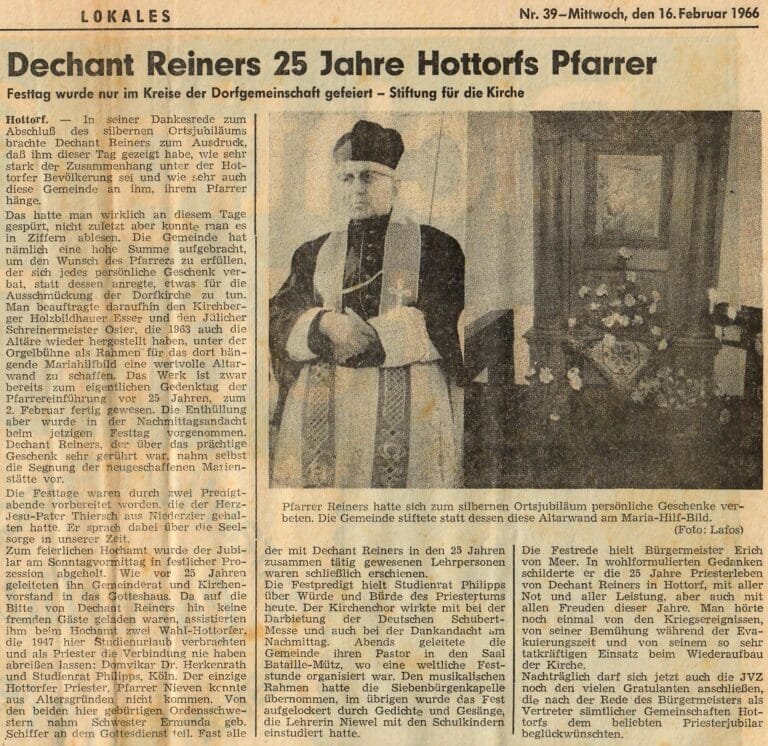 LOKALES
Nr. 39—Mittwoch, den 16. Februar 1966
Dechant Reiners 25 Jahre Hottorfs Pfarrer
Festtag wurde nur im Kreise der Dorfgemeinschaft gefeiert – Stiftung für die Kirche
Hottorf. — In seiner Dankesrede zum
Abschluß des silbernen Ortsjubiläums
brachte Dechant Reiners zum Ausdruck,
daß ihm dieser Tag gezeigt habe, wie sehr
stark der Zusammenhang unter der Hot-
torfer Bevölkerung sei und wie sehr auch
diese Gemeinde an ihm, ihrem Pfarrer
hänge.
Das hatte man wirklich an diesem Tage
gespürt, nicht zuletzt aber konnte man es
in Ziffern ablesen. Die Gemeinde hat
nämlich eine hohe Summe aufgebracht,
um den Wunsch des Pfarrers zu erfüllen,
der sich jedes persönliche Geschenk ver-
bat, statt dessen anregte, etwas für die
Ausschmückung der Dorfkirche zu tun.
Man beauftragte daraufhin den Kirchber-
ger Holzbildhauer Esser und den Jülicher
Schreinermeister Oster, die 1963 auch die
Altäre wieder hergestellt haben, unter der
Orgelbühne als Rahmen für das dort hän-
gende Mariahilfbild eine wertvolle Altar-
wand zu schaffen. Das Werk ist zwar
bereits zum eigentlichen Gedenktag der
Pfarrereinführung vor 25 Jahren, zum
2. Februar fertig gewesen. Die Enthüllung
aber wurde in der Nachmittagsandacht
beim jetzigen Festtag vorgenommen.
Dechant Reiners, der über das prächtige
Geschenk sehr gerührt war, nahm selbst
die Segnung der neugeschaffenen Marien-
stätte vor.
Die Festtage waren durch zwei Predigt-
abende vorbereitet worden, die der Herz-
Jesu-Pater Thiersch aus Niederzier gehal-
ten hatte. Er sprach dabei über die Seel-
sorge in unserer Zeit.
Zum feierlichen Hochamt wurde der Jubi-
lar am Sonntagvormittag in festlicher Pro-
zession abgeholt. Wie vor 25 Jahren
geleiteten ihn Gemeinderat und Kirchen-
vorstand in das Gotteshaus. Da auf die
Bitte von Dechant Reiners hin keine
fremden Gäste geladen waren, assistierten
ihm beim Hochamt zwei Wahl-Hottorfer,
die 1947 hier Studienurlaub verbrachten
und als Priester die Verbindung nie haben
abreißen lassen: Domvikar Dr. Herkenrath
und Studienrat Philipps, Köln. Der einzige
Hottorfer Priester, Pfarrer Nieven konnte
aus Altersgründen nicht kommen. Von
den beiden hier gebürtigen Ordensschwe-
stern nahm Schwester Ermunda geb.
Schiffer an dem Gottesdienst teil. Fast alle
Pfarrer Reiners hatte sich zum silbernen Ortsjubiläum persönliche Geschenke ver-
beten. Die Gemeinde stiftete statt dessen diese Altarwand am Maria-Hilf-Bild.
(Foto: Lafos)
der mit Dechant Reiners in den 25 Jahren
zusammen tätig gewesenen Lehrpersonen
waren schließlich erschienen.
Die Festpredigt hielt Studienrat Philipps
über Würde und Bürde des Priestertums
heute. Der Kirchenchor wirkte mit bei der
Darbietung der Deutschen Schubert-
Messe und auch bei der Dankandacht am
Nachmittag. Abends geleitete die
Gemeinde ihren Pastor in den Saal
Bataille-Mütz, wo eine weltliche Fest-
stunde organisiert war. Den musikalischen
Rahmen hatte die Siebenbürgenkapelle
übernommen, im übrigen wurde das Fest
aufgelockert durch Gedichte und Gesänge,
die Lehrerin Niewel mit den Schulkindern
einstudiert hatte.
Die Festrede hielt Bürgermeister Erich
von Meer. In wohlformulierten Gedanken
schilderte er die 25 Jahre Priesterleben
von Dechant Reiners in Hottorf, mit aller
Not und aller Leistung, aber auch mit
allen Freuden dieser Jahre. Man hörte
noch einmal von den Kriegsereignissen,
von seiner Bemühung während der Eva-
kuierungszeit und von seinem so sehr
tatkräftigen Einsatz beim Wiederaufbau
der Kirche.
Nachträglich darf sich jetzt auch die JVZ
noch den vielen Gratulanten anschließen,
die nach der Rede des Bürgermeisters als
Vertreter sämtlicher Gemeinschaften Hot-
torfs dem beliebten Priesterjubilar
beglückwünschten.